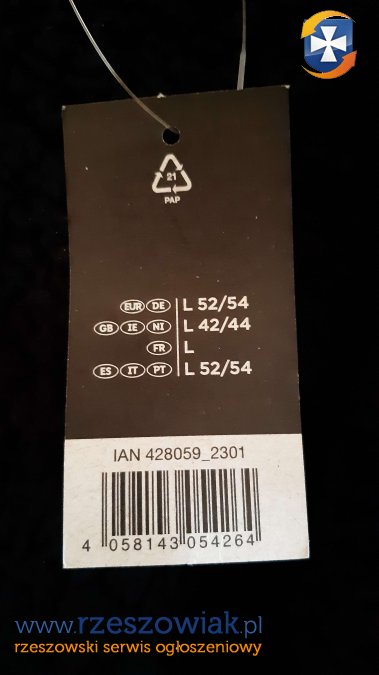 21
PAP
EUR DE L 52/54
GB IE NI L 42/44
FR L
ES IT PT L 52/54
IAN 428059_2301
4 058143 054264
www.rzeszowiak.pl
rzeszowski serwis ogłoszeniowy